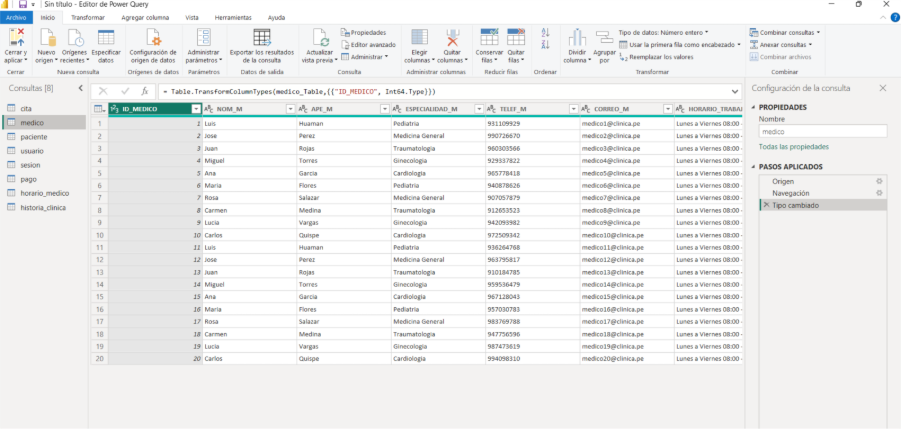 Sin título - Editor de Power Query
Archivo Inicio Transformar Agregar columna Vista Herramientas Ayuda
Cerrar y aplicar
Nuevo origen
Orígenes recientes
Especificar datos
Configuración de origen de datos
Administrar parámetros
Exportar los resultados de la consulta
Actualizar vista previa
Propiedades
Editor avanzado
Administrar
Elegir columnas
Quitar columnas
Conservar filas
Quitar filas
Dividir columna
Agrupar por
Tipo de datos: Número entero
Usar la primera fila como encabezado
Reemplazar los valores
Combinar consultas
Anexar consultas
Combinar archivos
Cerrar Nueva consulta Orígenes de datos Parámetros Datos de salida Consulta Administrar columnas Reducir filas Ordenar Transformar Combinar
Consultas [8]
cita
medico
paciente
usuario
sesion
pago
horario_medico
historia_clinica
fx = Table.TransformColumnTypes(medico_Table,{{"ID_MEDICO", Int64.Type}})
ID_MEDICO NOM_M APE_M ESPECIALIDAD_M TELEF_M CORREO_M HORARIO_TRABA
1 1 Luis Huaman Pediatria 931109929 medico1@clinica.pe Lunes a Viernes 08:00 -
2 2 Jose Perez Medicina General 990726670 medico2@clinica.pe Lunes a Viernes 08:00 -
3 3 Juan Rojas Traumatologia 960303566 medico3@clinica.pe Lunes a Viernes 08:00 -
4 4 Miguel Torres Ginecologia 929337822 medico4@clinica.pe Lunes a Viernes 08:00 -
5 5 Ana Garcia Cardiologia 965778418 medico5@clinica.pe Lunes a Viernes 08:00 -
6 6 Maria Flores Pediatria 940878626 medico6@clinica.pe Lunes a Viernes 08:00 -
7 7 Rosa Salazar Medicina General 907057879 medico7@clinica.pe Lunes a Viernes 08:00 -
8 8 Carmen Medina Traumatologia 912653523 medico8@clinica.pe Lunes a Viernes 08:00 -
9 9 Lucia Vargas Ginecologia 942093982 medico9@clinica.pe Lunes a Viernes 08:00 -
10 10 Carlos Quispe Cardiologia 972509342 medico10@clinica.pe Lunes a Viernes 08:00 -
11 11 Luis Huaman Pediatria 936264768 medico11@clinica.pe Lunes a Viernes 08:00 -
12 12 Jose Perez Medicina General 963795817 medico12@clinica.pe Lunes a Viernes 08:00 -
13 13 Juan Rojas Traumatologia 910184785 medico13@clinica.pe Lunes a Viernes 08:00 -
14 14 Miguel Torres Ginecologia 959536479 medico14@clinica.pe Lunes a Viernes 08:00 -
15 15 Ana Garcia Cardiologia 967128043 medico15@clinica.pe Lunes a Viernes 08:00 -
16 16 Maria Flores Pediatria 957030783 medico16@clinica.pe Lunes a Viernes 08:00 -
17 17 Rosa Salazar Medicina General 983769788 medico17@clinica.pe Lunes a Viernes 08:00 -
18 18 Carmen Medina Traumatologia 947756596 medico18@clinica.pe Lunes a Viernes 08:00 -
19 19 Lucia Vargas Ginecologia 987473619 medico19@clinica.pe Lunes a Viernes 08:00 -
20 20 Carlos Quispe Cardiologia 994098310 medico20@clinica.pe Lunes a Viernes 08:00 -
Configuración de la consulta
PROPIEDADES
Nombre
medico
Todas las propiedades
PASOS APLICADOS
Origen
Navegación
Tipo cambiado